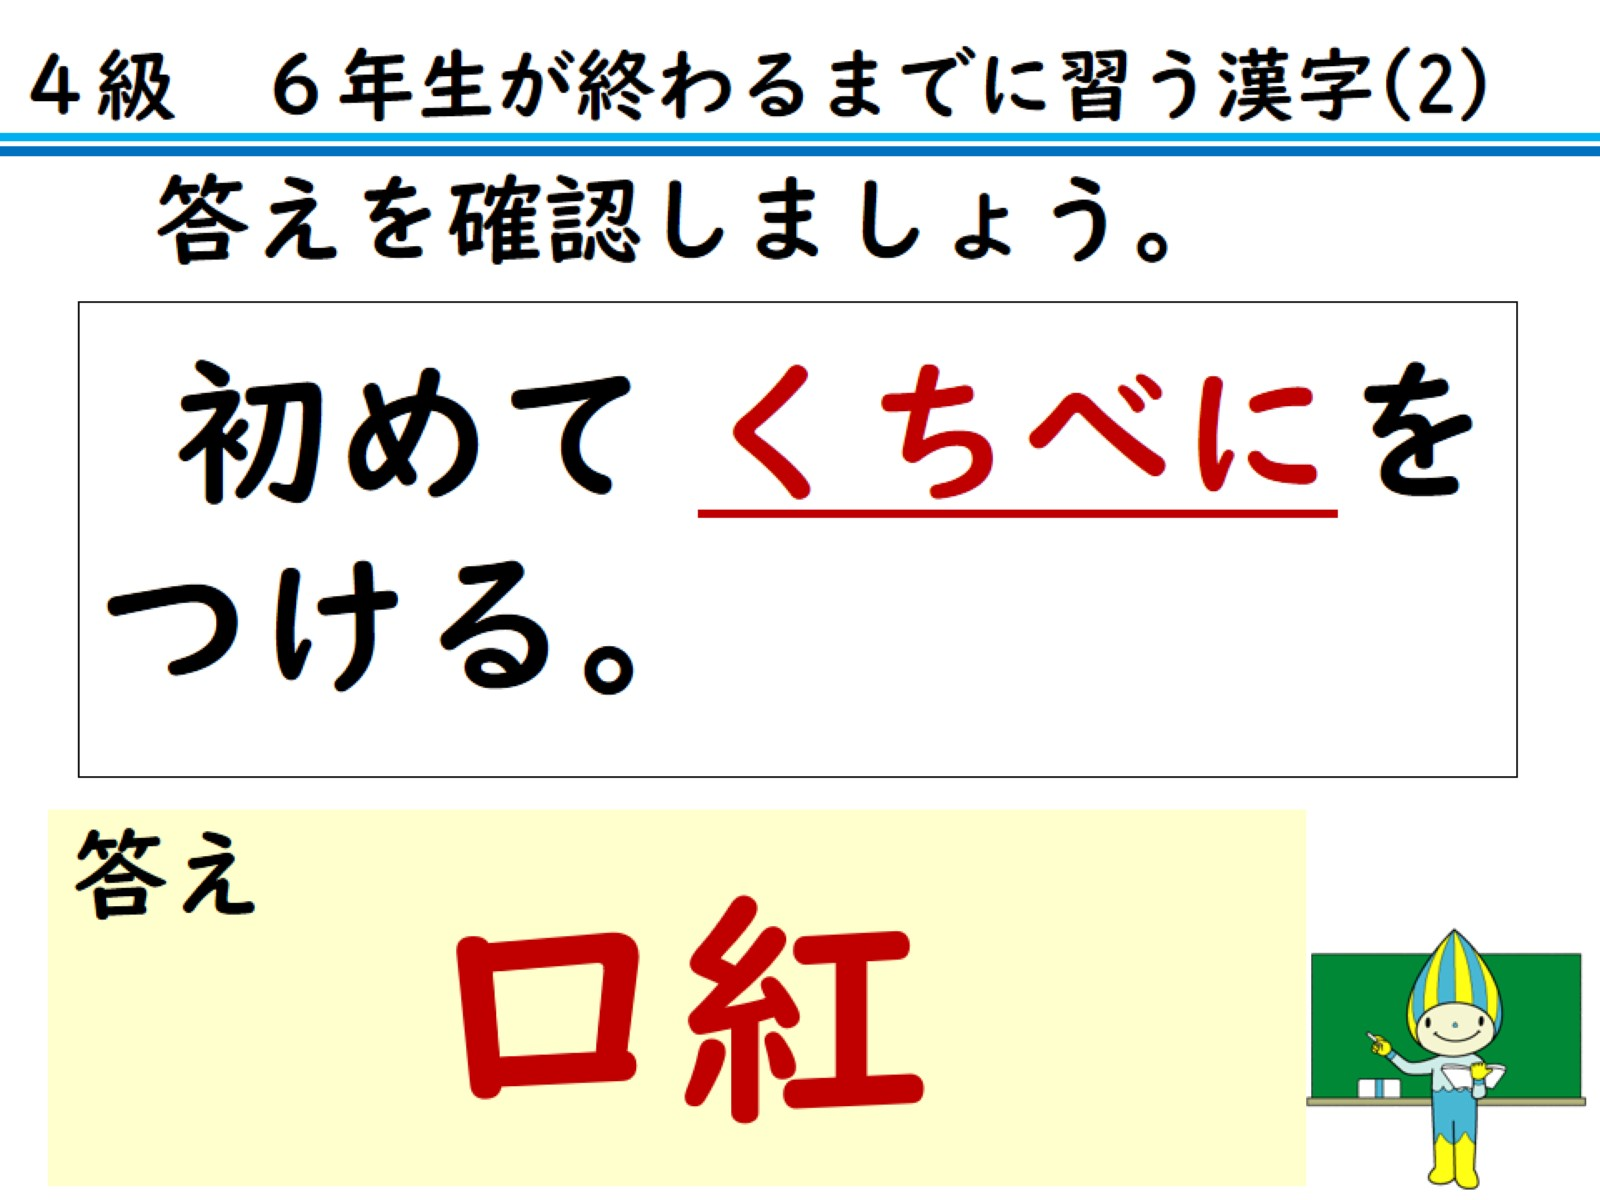 ４級　６年生が終わるまでに習う漢字(2)
答えを確認しましょう。
初めてくちべにを
つける。
答え
口紅